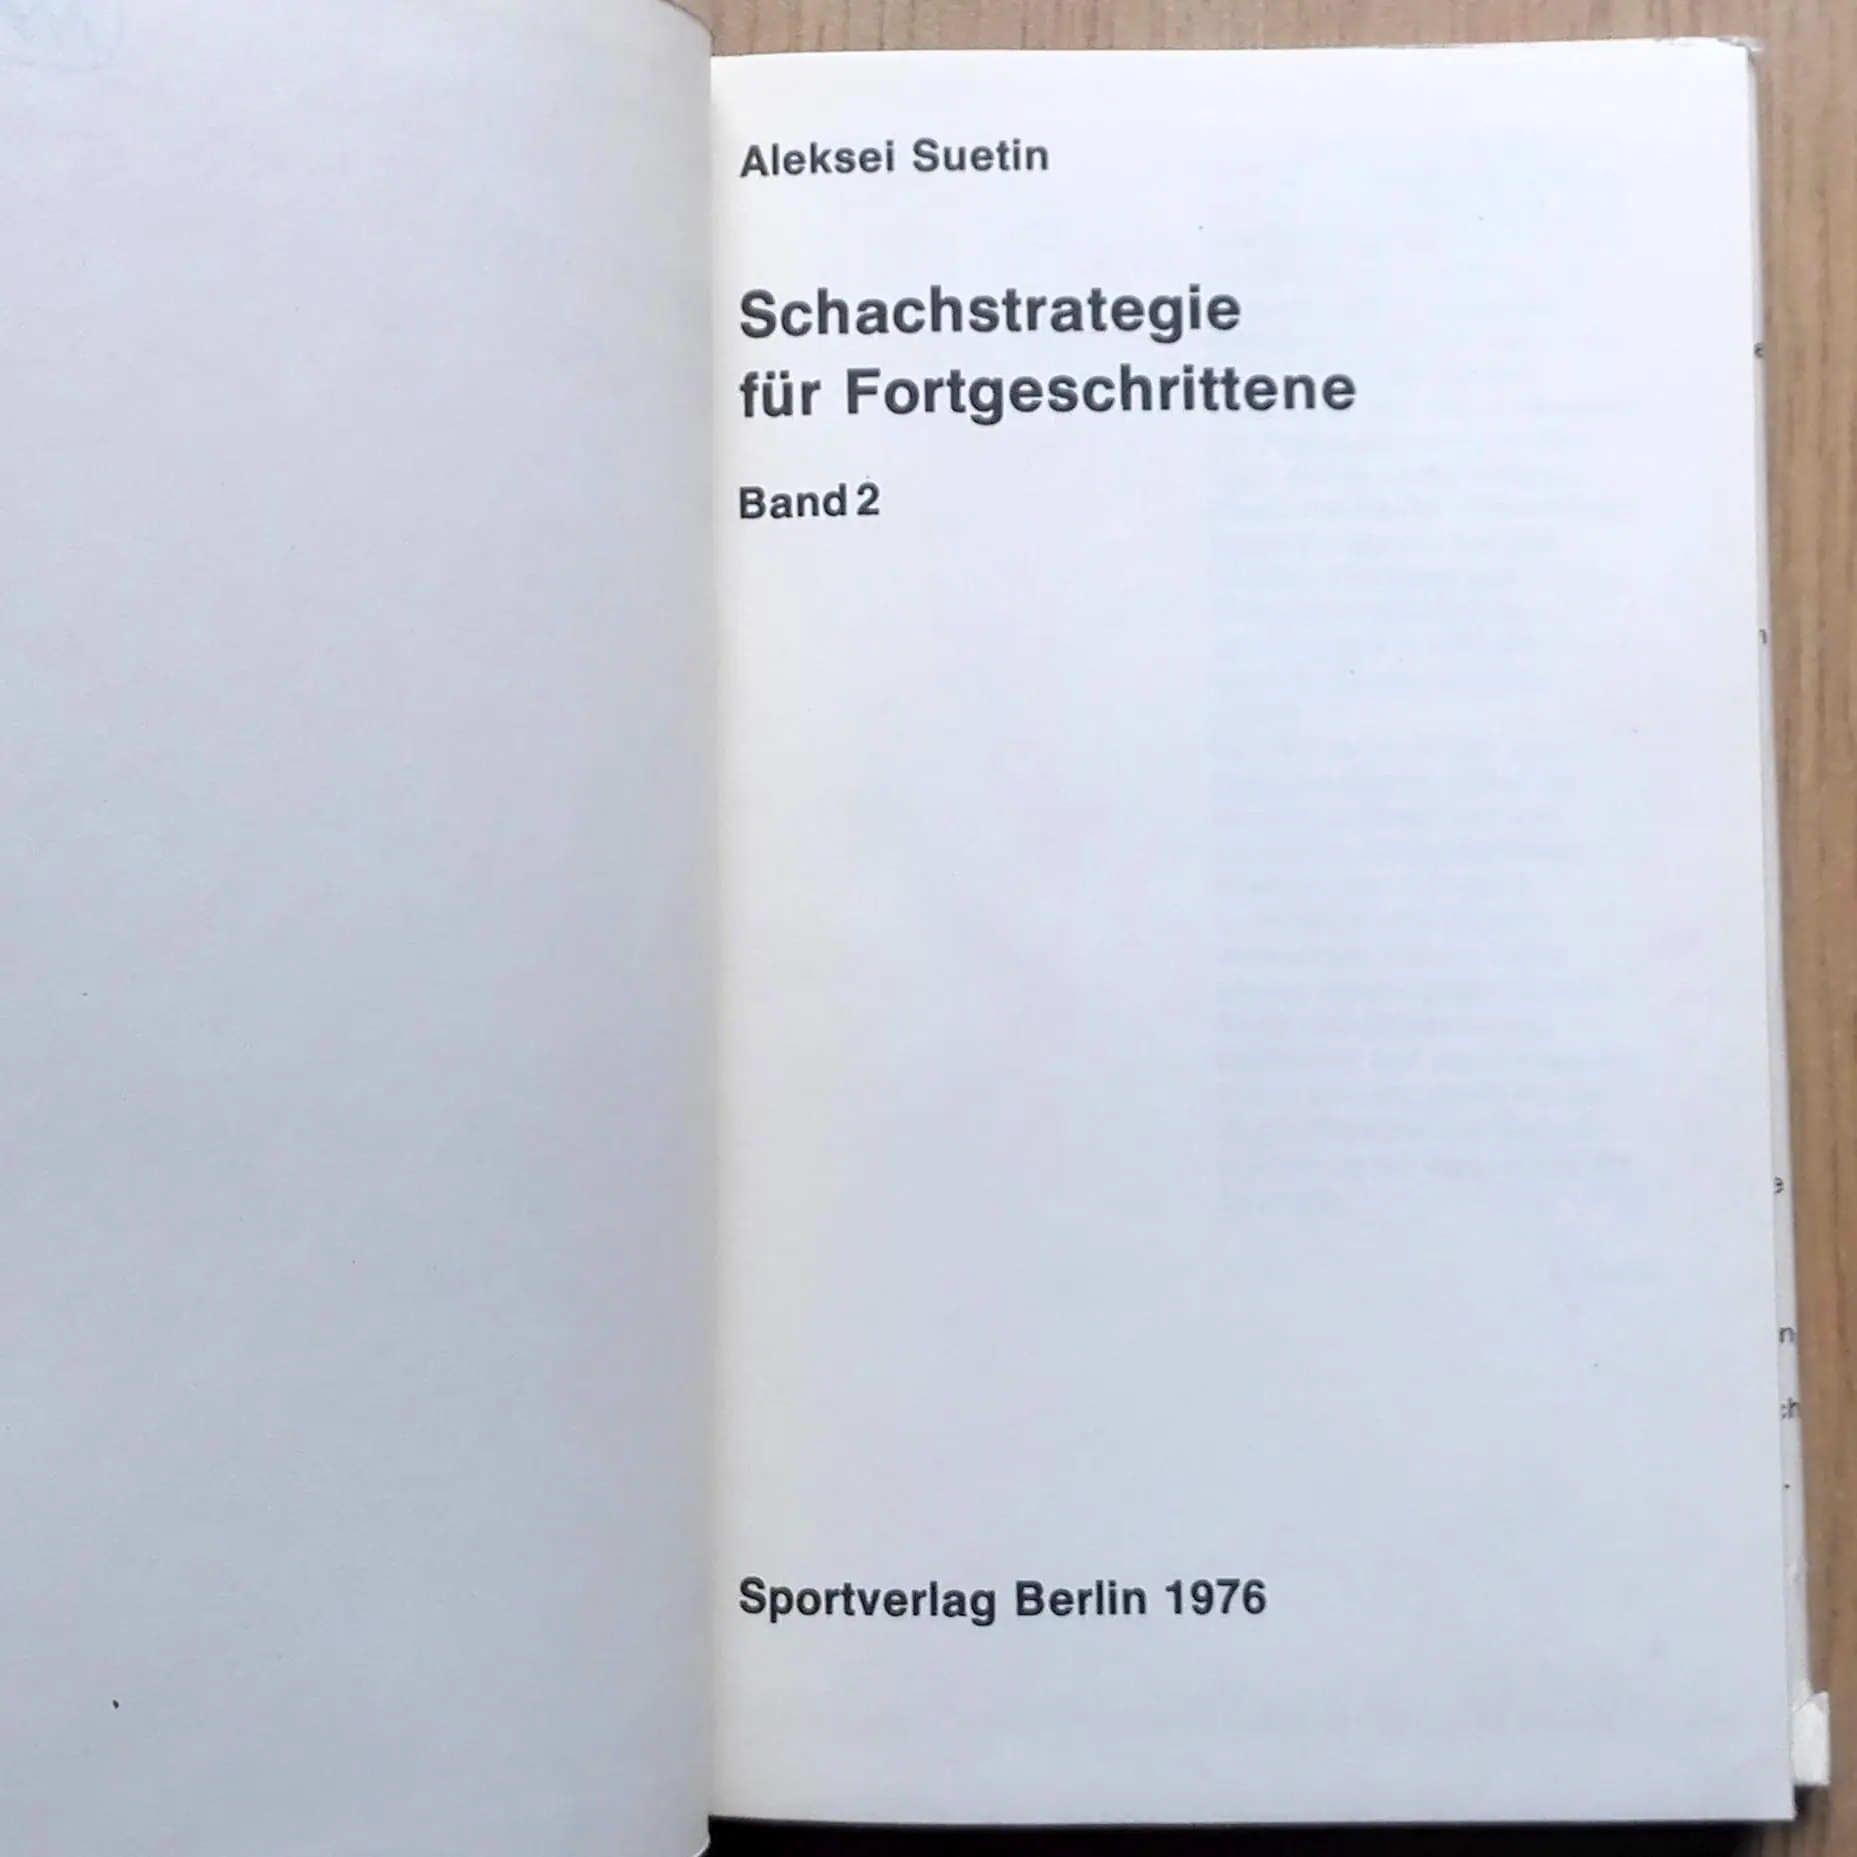 Aleksei Suetin
Schachstrategie
für Fortgeschrittene
Band 2
Sportverlag Berlin 1976